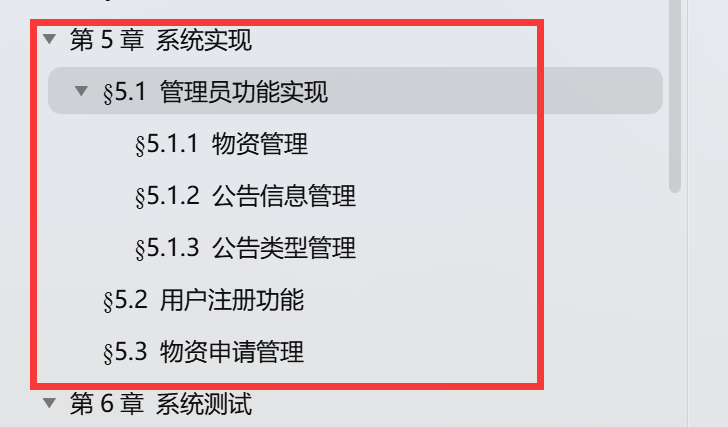 第 5 章 系统实现
§5.1 管理员功能实现
§5.1.1 物资管理
§5.1.2 公告信息管理
§5.1.3 公告类型管理
§5.2 用户注册功能
§5.3 物资申请管理
第 6 章 系统测试